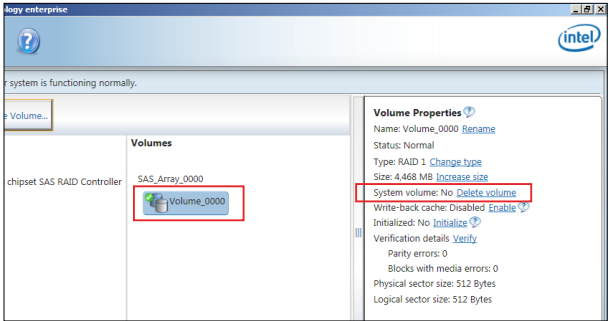 ology enterprise
?
intel
r system is functioning normally.
e Volume...
Volumes
chipset SAS RAID Controller
SAS_Array_0000
Volume_0000
Volume Properties ?
Name: Volume_0000 Rename
Status: Normal
Type: RAID 1 Change type
Size: 4,468 MB Increase size
System volume: No Delete volume
Write-back cache: Disabled Enable ?
Initialized: No Initialize ?
Verification details Verify
Parity errors: 0
Blocks with media errors: 0
Physical sector size: 512 Bytes
Logical sector size: 512 Bytes